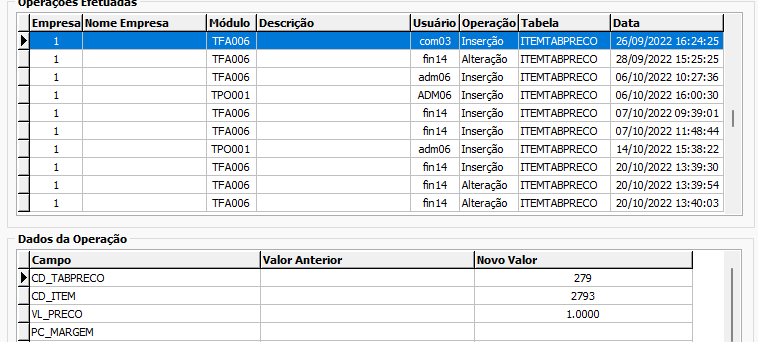 Operações Efetuadas
Empresa Nome Empresa Módulo Descrição Usuário Operação Tabela Data
1 TFA006 com03 Inserção ITEMTABPRECO 26/09/2022 16:24:25
1 TFA006 fin14 Alteração ITEMTABPRECO 28/09/2022 15:25:25
1 TFA006 adm06 Inserção ITEMTABPRECO 06/10/2022 10:27:36
1 TPO001 ADM06 Inserção ITEMTABPRECO 06/10/2022 16:00:30
1 TFA006 fin14 Inserção ITEMTABPRECO 07/10/2022 09:39:01
1 TFA006 fin14 Inserção ITEMTABPRECO 07/10/2022 11:48:44
1 TPO001 adm06 Inserção ITEMTABPRECO 14/10/2022 15:38:22
1 TFA006 fin14 Inserção ITEMTABPRECO 20/10/2022 13:39:30
1 TFA006 fin14 Alteração ITEMTABPRECO 20/10/2022 13:39:54
1 TFA006 fin14 Alteração ITEMTABPRECO 20/10/2022 13:40:03
Dados da Operação
Campo Valor Anterior Novo Valor
CD_TABPRECO 279
CD_ITEM 2793
VL_PRECO 1.0000
PC_MARGEM